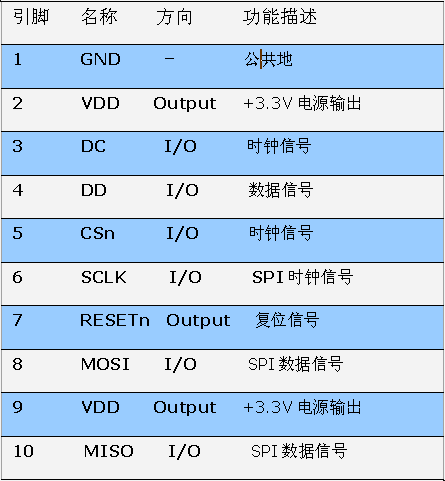 引脚 名称 方向 功能描述
1 GND - 公共地
2 VDD Output +3.3V 电源输出
3 DC I/O 时钟信号
4 DD I/O 数据信号
5 CSn I/O 时钟信号
6 SCLK I/O SPI 时钟信号
7 RESETn Output 复位信号
8 MOSI I/O SPI 数据信号
9 VDD Output +3.3V 电源输出
10 MISO I/O SPI 数据信号